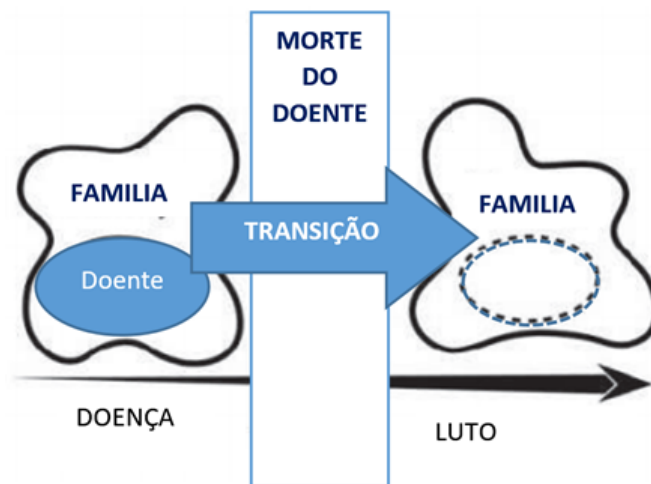 MORTE
DO
DOENTE
FAMILIA
FAMILIA
TRANSIÇÃO
Doente
DOENÇA
LUTO